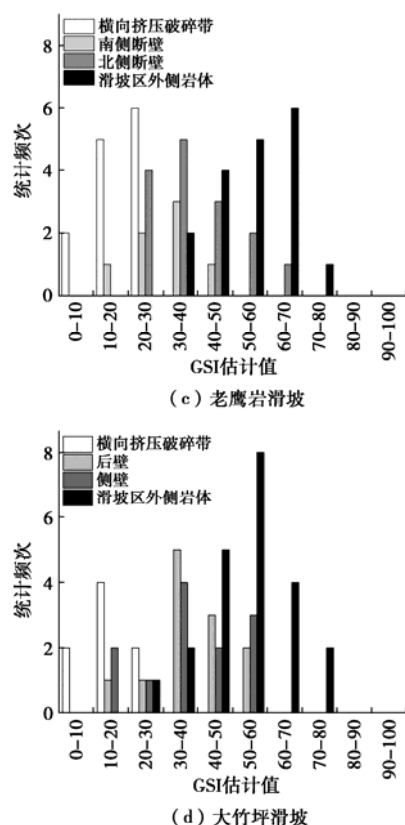 横向挤压破碎带
南侧断壁
北侧断壁
滑坡区外侧岩体
统计频次
8
6
4
2
0
0-10
10-20
20-30
30-40
40-50
50-60
60-70
70-80
80-90
90-100
GSI估计值
(c)老鹰岩滑坡
横向挤压破碎带
后壁
侧壁
滑坡区外侧岩体
统计频次
8
6
4
2
0
0-10
10-20
20-30
30-40
40-50
50-60
60-70
70-80
80-90
90-100
GSI估计值
(d)大竹坪滑坡